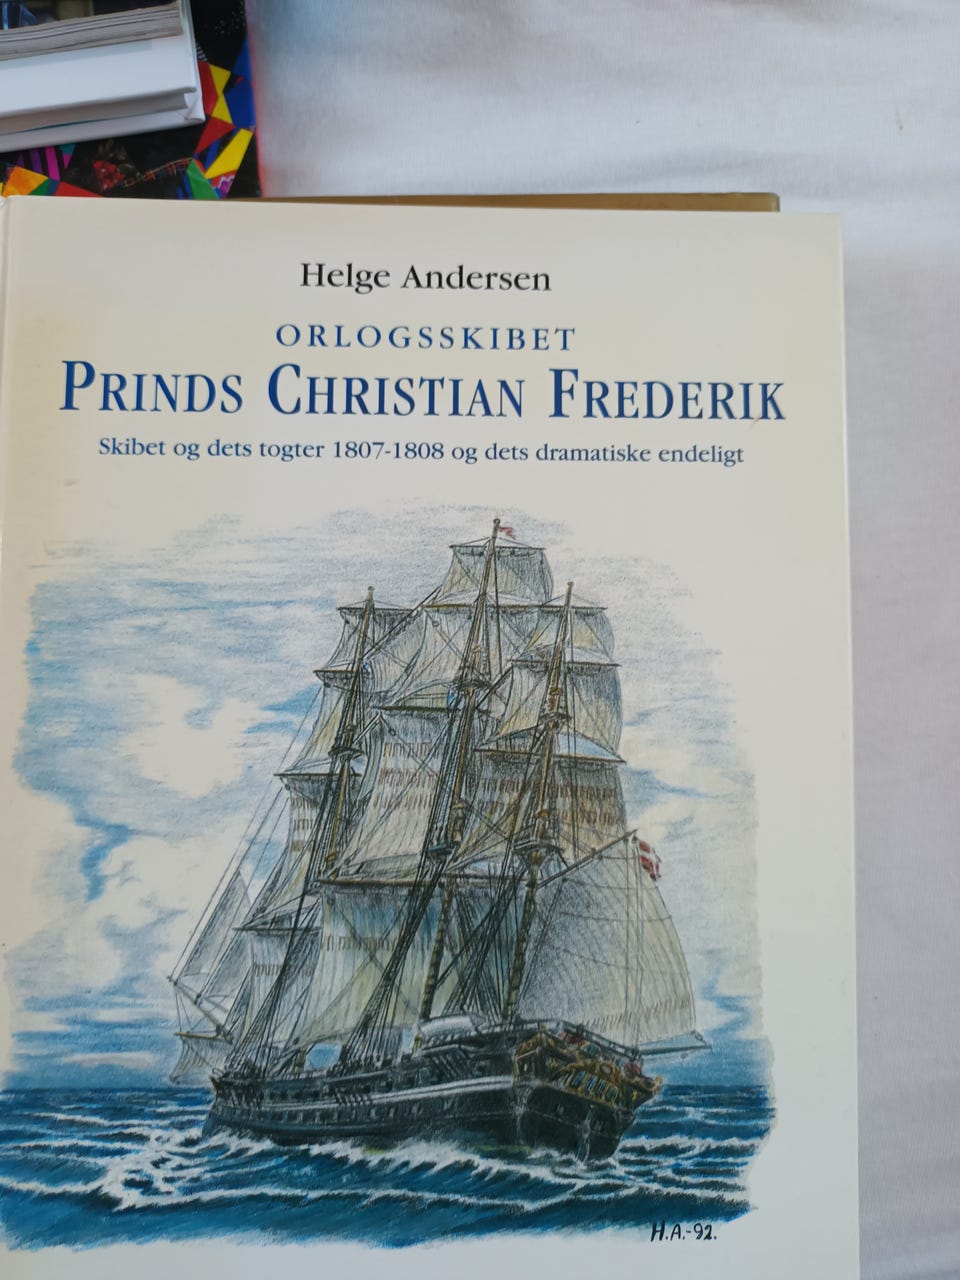 Helge Andersen
ORLOGSSKIBET
PRINDS CHRISTIAN FREDERIK
Skibet og dets togter 1807-1808 og dets dramatiske endeligt
H.A.-92.